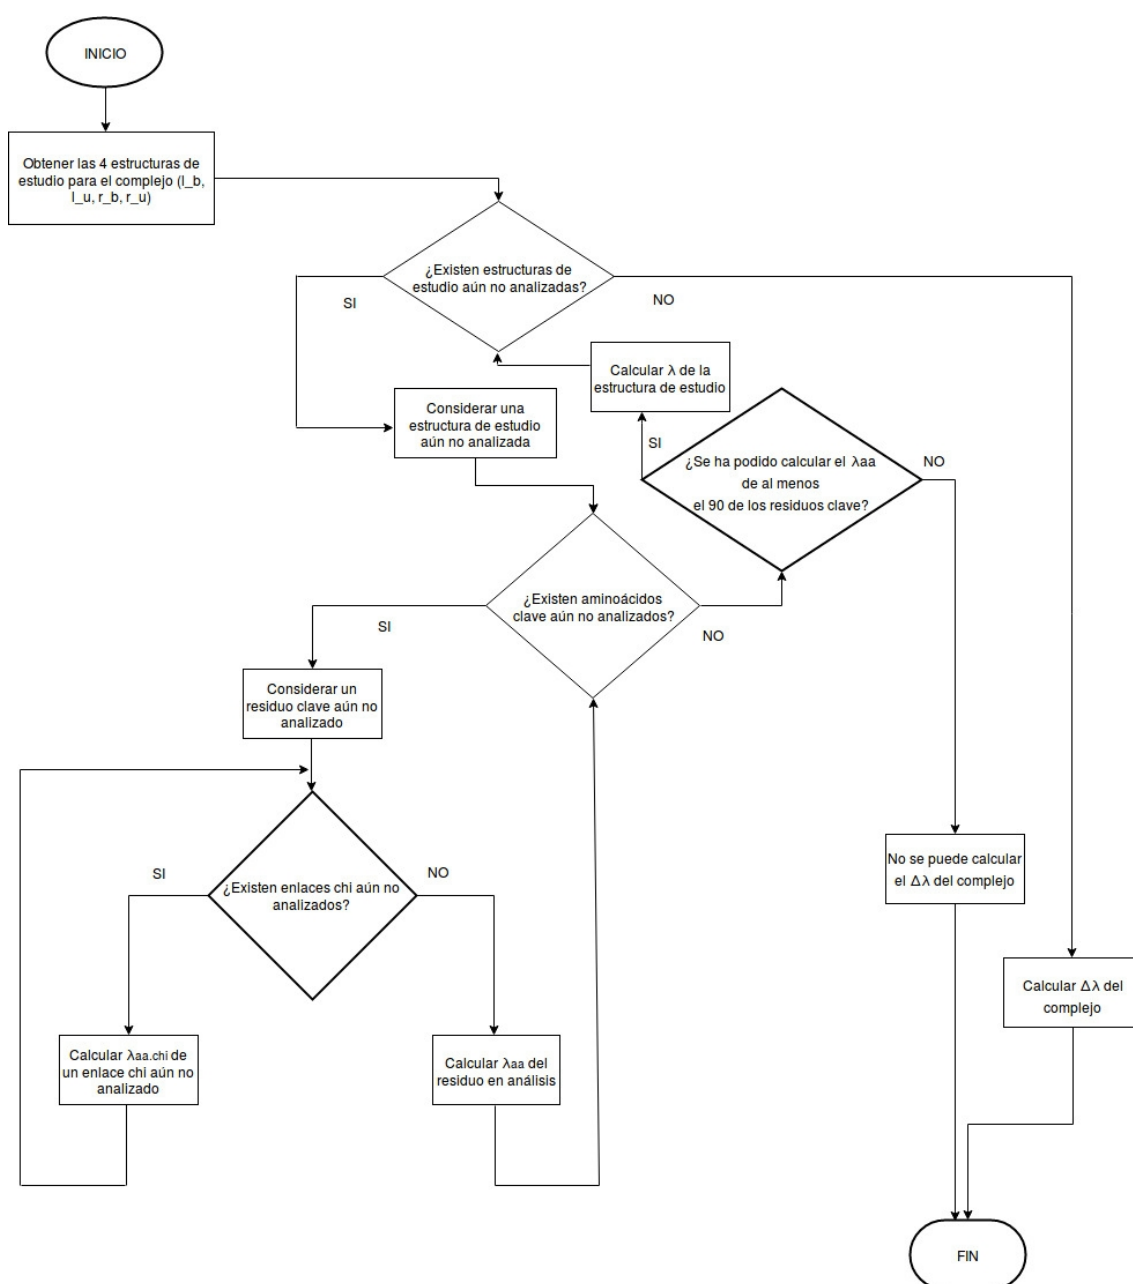 INICIO
Obtener las 4 estructuras de
estudio para el complejo (l_b,
l_u, r_b, r_u)
¿Existen estructuras de
estudio aún no analizadas?
SI
NO
Calcular λ de la
estructura de estudio
Considerar una
estructura de estudio
aún no analizada
SI
¿Se ha podido calcular el λaa
de al menos
el 90 de los residuos clave?
NO
¿Existen aminoácidos
clave aún no analizados?
SI
NO
Considerar un
residuo clave aún no
analizado
¿Existen enlaces chi aún no
analizados?
SI
NO
No se puede calcular
el Δλ del complejo
Calcular Δλ del
complejo
Calcular λaa.chi de
un enlace chi aún no
analizado
Calcular λaa del
residuo en análisis
FIN